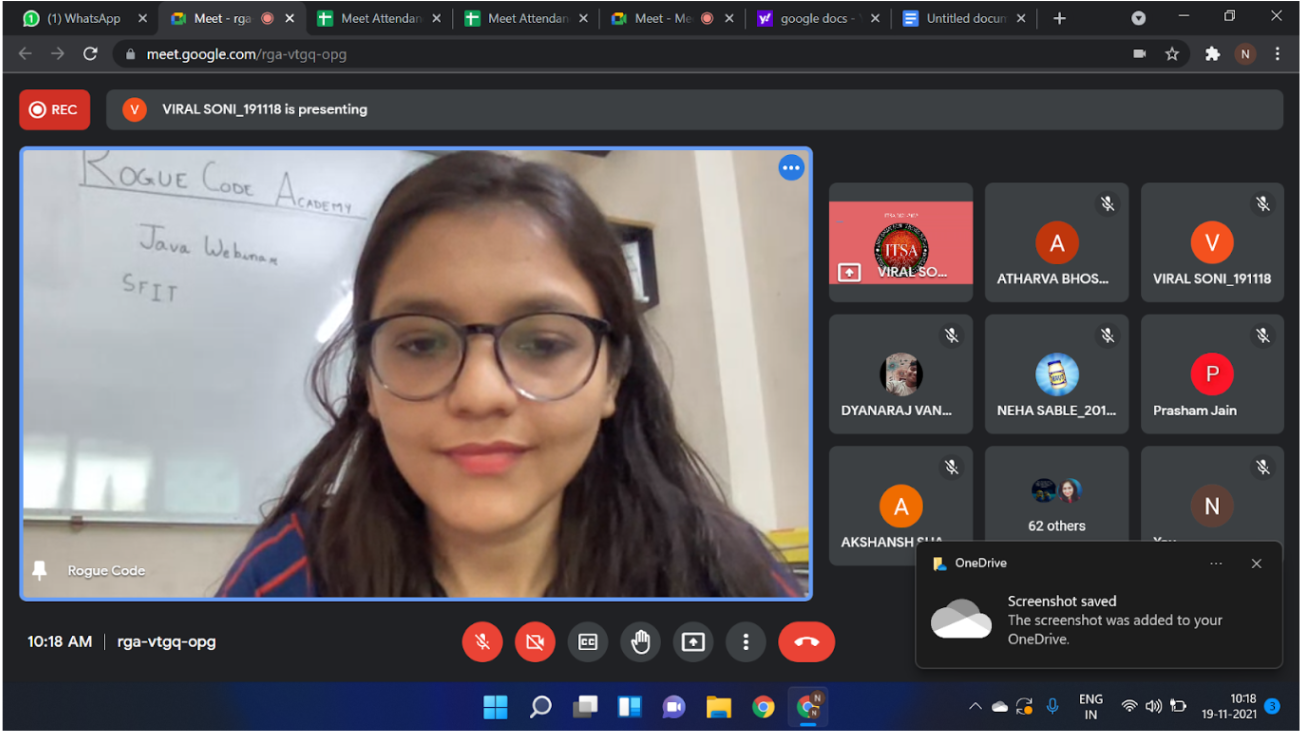 (1) WhatsApp
Meet - rga
Meet Attendan
Meet Attendan
Meet - Me
google docs -
Untitled docum
meet.google.com/rga-vtgq-opg
N
REC
V VIRAL SONI_191118 is presenting
ROGUE CODE ACADEMY
Java Webinar
SFIT
Rogue Code
ITSA
VIRAL SO...
A
ATHARVA BHOS...
V
VIRAL SONI_191118
DYANARAJ VAN...
NEHA SABLE_201...
P
Prasham Jain
A
AKSHANSH
62 others
N
You
OneDrive
Screenshot saved
The screenshot was added to your
OneDrive.
10:18 AM | rga-vtgq-opg
CC
ENG
IN
10:18
19-11-2021
3